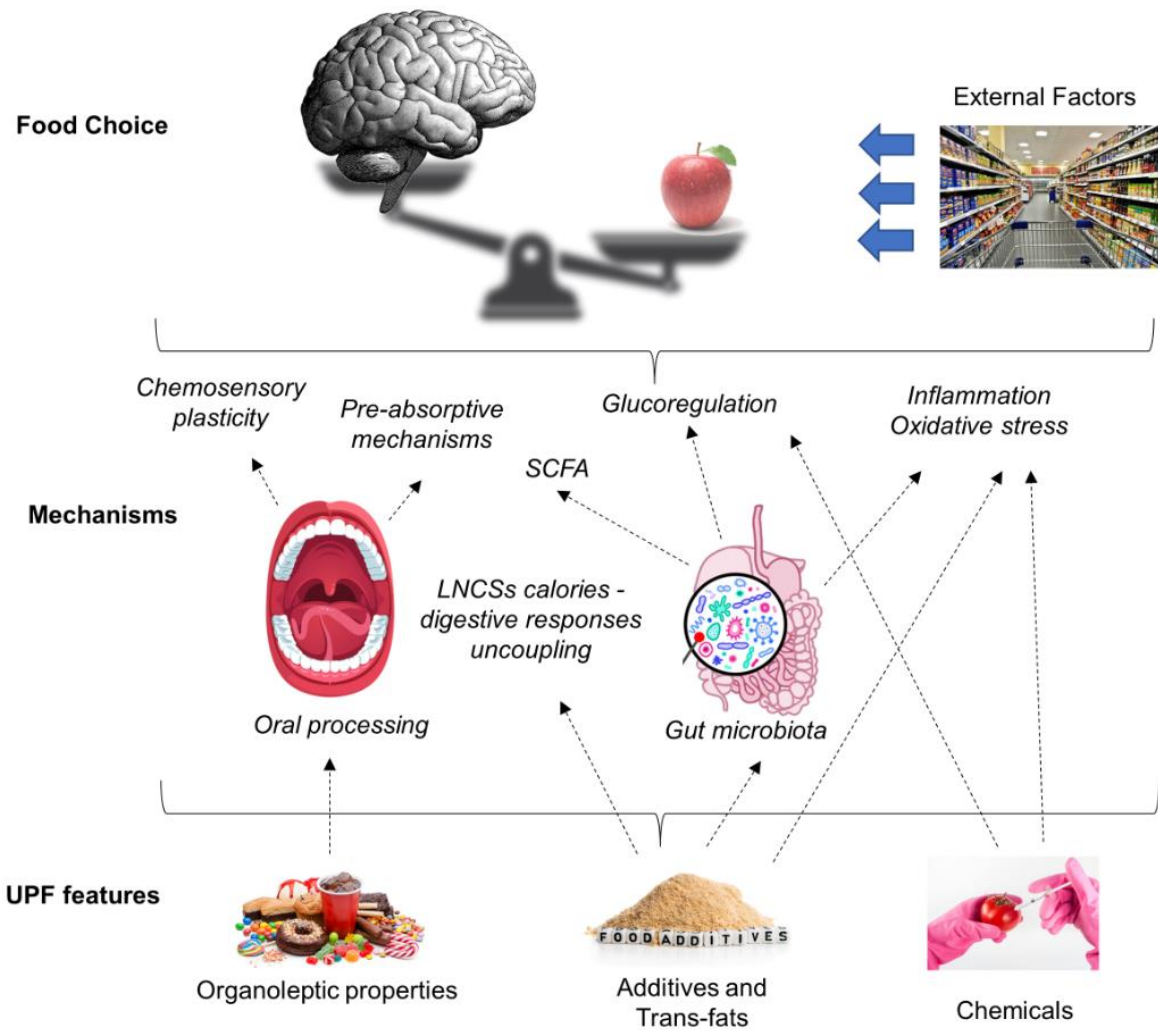 External Factors
Food Choice
Chemosensory
plasticity
Pre-absorptive
mechanisms
Glucoregulation
Inflammation
Oxidative stress
SCFA
Mechanisms
LNCSs calories -
digestive responses
uncoupling
Oral processing
Gut microbiota
UPF features
FOOD ADDITIVES
Organoleptic properties
Additives and
Trans-fats
Chemicals